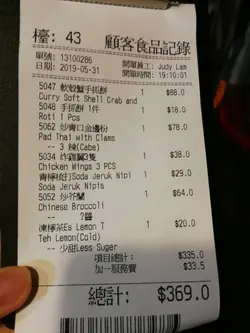 檯: 43 顧客食品記錄
單號: 13100286 開單員工: Judy Lam
日期: 2019-05-31 開單時間: 19:10:01
5047 軟殼蟹手抓餅 1 $88.0
Curry Soft Shell Crab and
5048 手抓餅 1件 1 $18.0
Roti 1 Pcs
5062 炒青口金邊粉 1 $78.0
Pad Thai with Clams
-- 3 辣(Cabe)
5034 炸雞翼3隻 1 $38.0
Chicken Wings 3 PCS
青檸梳打Soda Jeruk Nipi 1 $29.0
Soda Jeruk Nipis
5052 炒芥蘭 1 $64.0
Chinese Broccoli
-- ?醬
凍檸茶Es Lemon T 1 $20.0
Teh Lemon(Cold)
-- 少甜Less Suger
項目總計: $335.0
加一服務費 $33.5
總計: $369.0